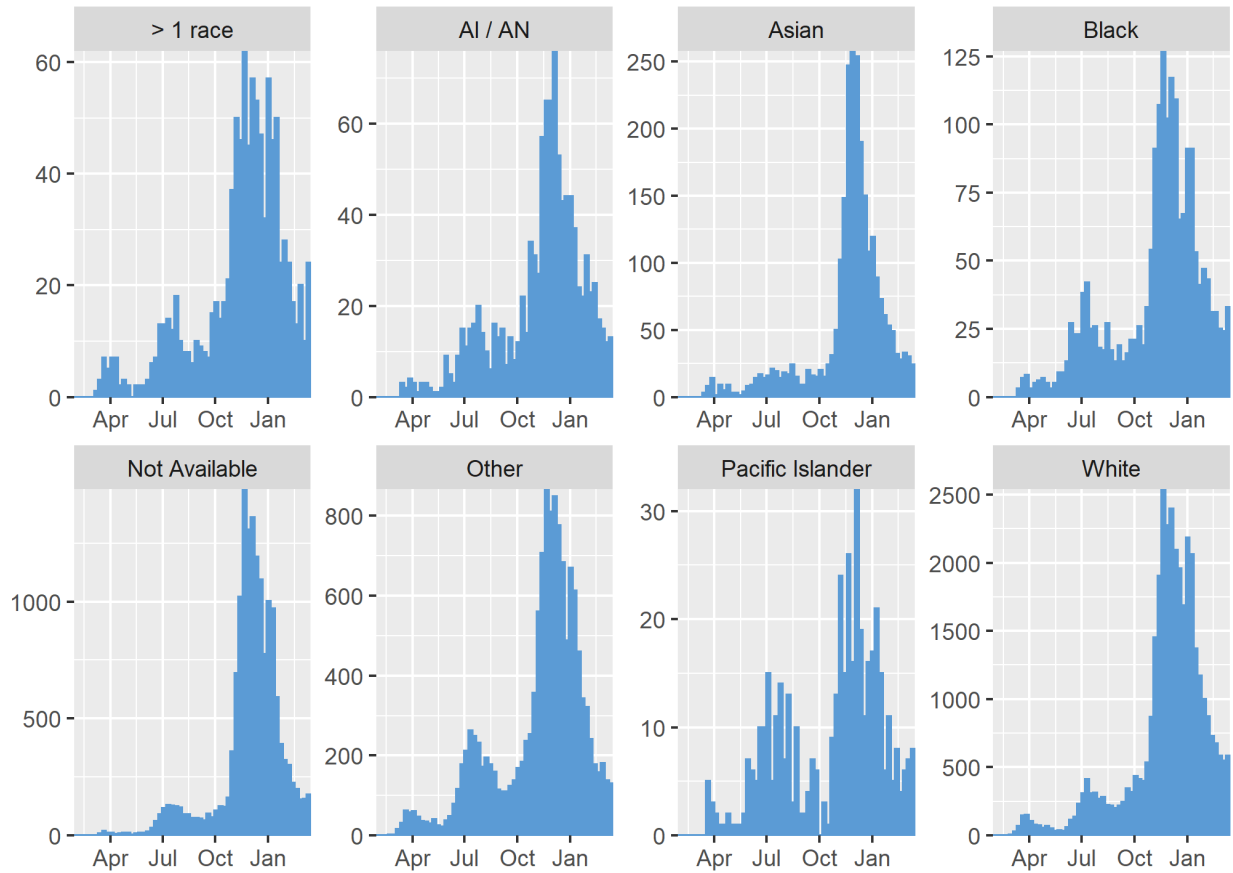 > 1 race
AI / AN
Asian
Black
60
40
20
0
60
40
20
0
250
200
150
100
50
0
125
100
75
50
25
0
Apr Jul Oct Jan
Apr Jul Oct Jan
Apr Jul Oct Jan
Apr Jul Oct Jan
Not Available
Other
Pacific Islander
White
1000
500
0
800
600
400
200
0
30
20
10
0
2500
2000
1500
1000
500
0
Apr Jul Oct Jan
Apr Jul Oct Jan
Apr Jul Oct Jan
Apr Jul Oct Jan